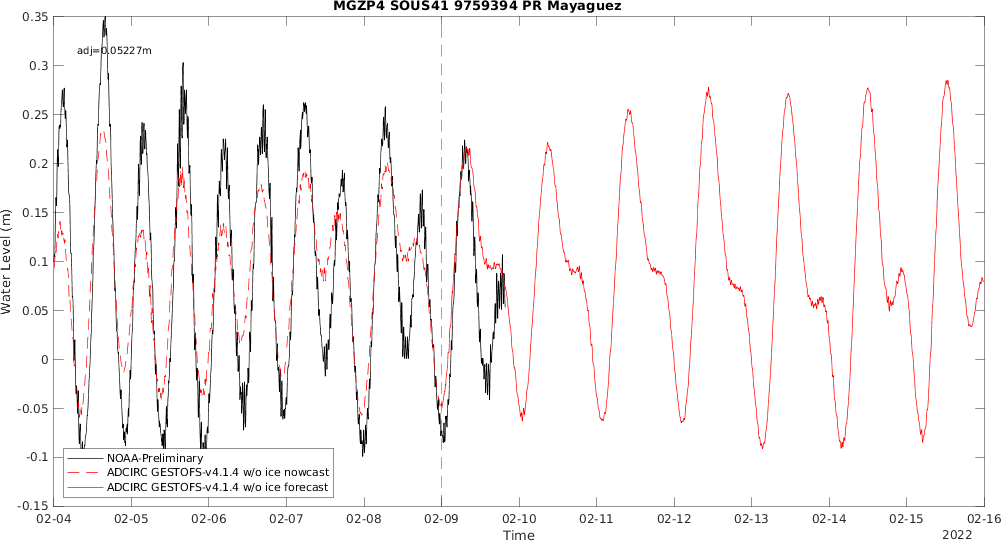 MGZP4 SOUS41 9759394 PR Mayaguez
0.35
adj=0.05227m
0.3
0.25
0.2
0.15
0.1
0.05
0
-0.05
-0.1
-0.15
Water Level (m)
NOAA-Preliminary
ADCIRC GESTOFS-v4.1.4 w/o ice nowcast
ADCIRC GESTOFS-v4.1.4 w/o ice forecast
02-04 02-05 02-06 02-07 02-08 02-09 02-10 02-11 02-12 02-13 02-14 02-15 02-16
Time
2022